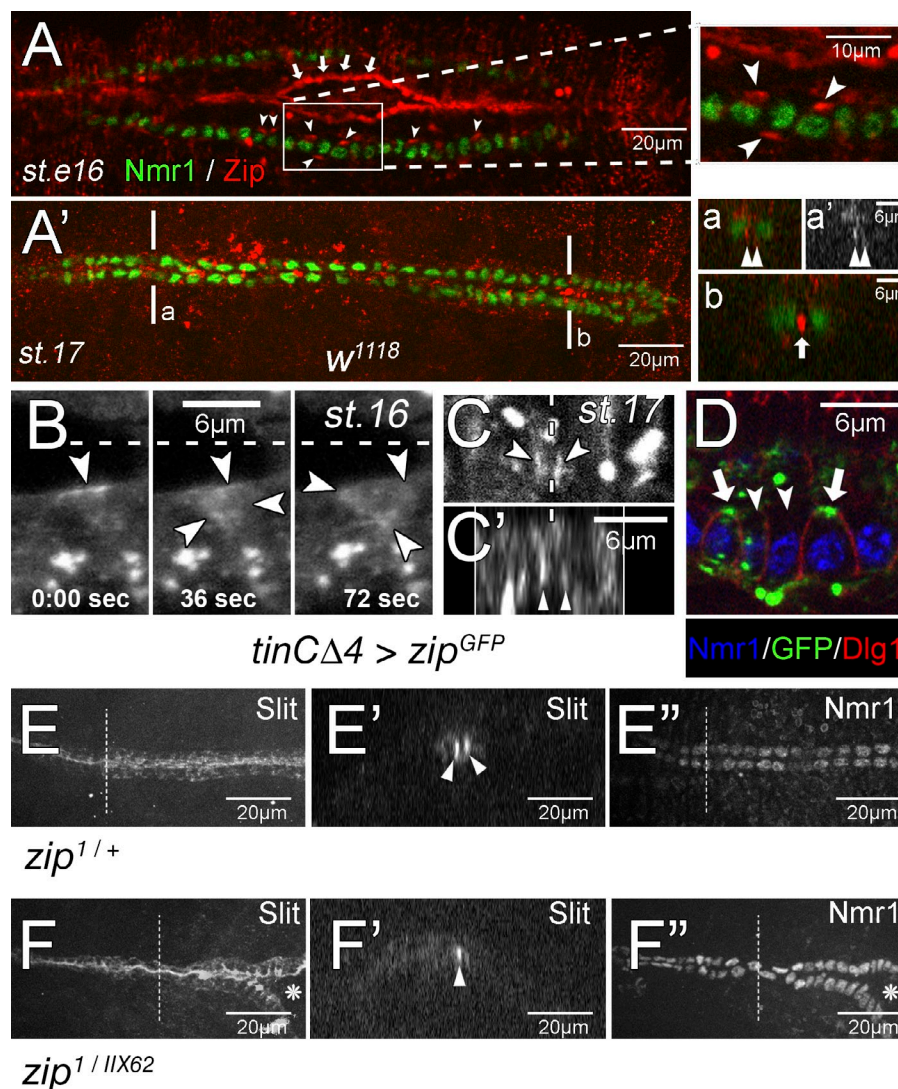 A
10µm
20µm
st.e16 Nmr1 / Zip
A'
a
b
st.17
w1118
20µm
a
a'
6µm
b
6µ
B
6µm
st.16
0:00 sec
36 sec
72 sec
C
st.17
C'
6µm
D
6µm
Nmr1/GFP/Dlg1
tinCΔ4 > zipGFP
E
Slit
20µm
E'
Slit
20µm
E"
Nmr1
20µm
zip1/+
F
Slit
*
20µm
F'
Slit
20µm
F"
Nmr1
*
20µm
zip1/IIX62